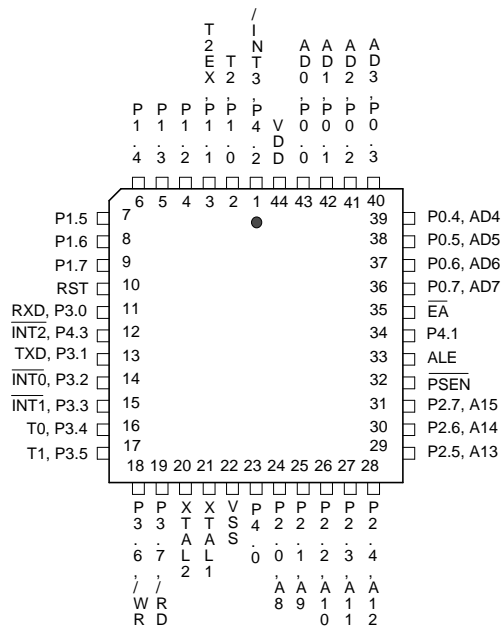 P1.4
P1.3
P1.2
T2EX,P1.1
T2,P1.0
/INT3,P4.2
VDD
AD0,P0.0
AD1,P0.1
AD2,P0.2
AD3,P0.3
6 5 4 3 2 1 44 43 42 41 40
P1.5 7
P1.6 8
P1.7 9
RST 10
RXD, P3.0 11
INT2, P4.3 12
TXD, P3.1 13
INT0, P3.2 14
INT1, P3.3 15
T0, P3.4 16
T1, P3.5 17
39 P0.4, AD4
38 P0.5, AD5
37 P0.6, AD6
36 P0.7, AD7
35 EA
34 P4.1
33 ALE
32 PSEN
31 P2.7, A15
30 P2.6, A14
29 P2.5, A13
18 19 20 21 22 23 24 25 26 27 28
P3.6,/WR
P3.7,/RD
XTAL2
XTAL1
VSS
P4.0
P2.0,A8
P2.1,A9
P2.2,A10
P2.3,A11
P2.4,A12